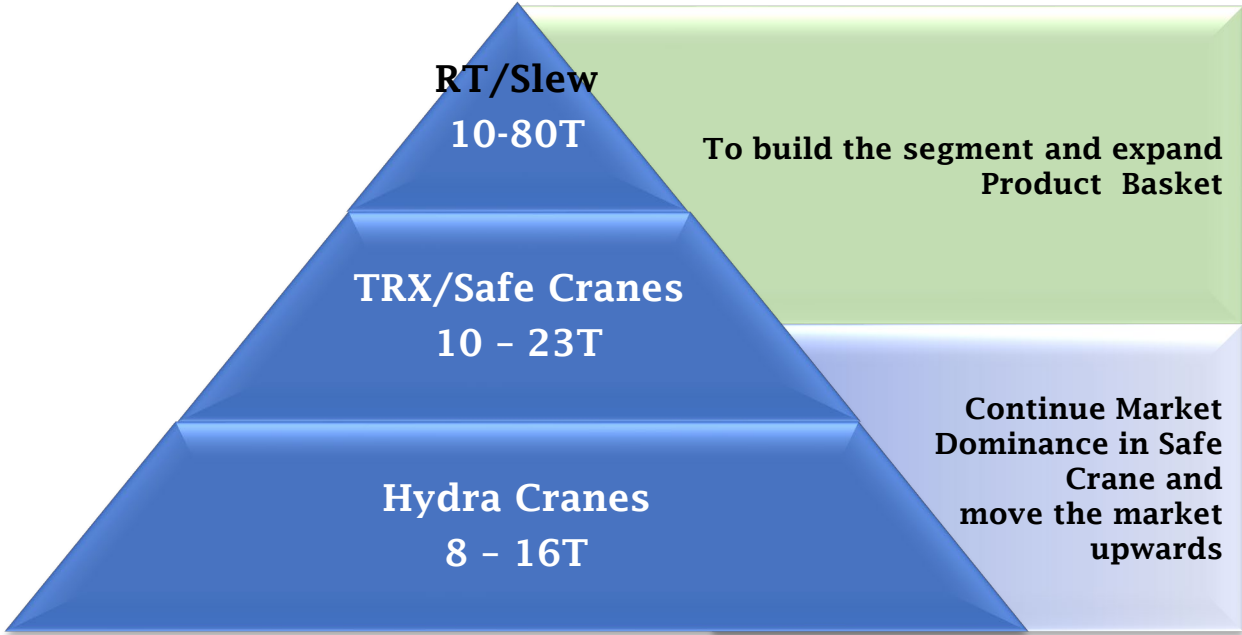 RT/Slew
10-80T
To build the segment and expand
Product Basket
TRX/Safe Cranes
10 – 23T
Hydra Cranes
8 – 16T
Continue Market
Dominance in Safe
Crane and
move the market
upwards